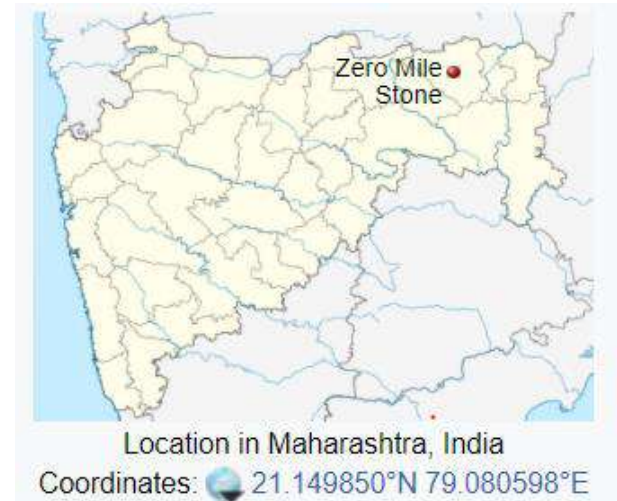 Zero Mile
Stone
Location in Maharashtra, India
Coordinates: 21.149850°N 79.080598°E